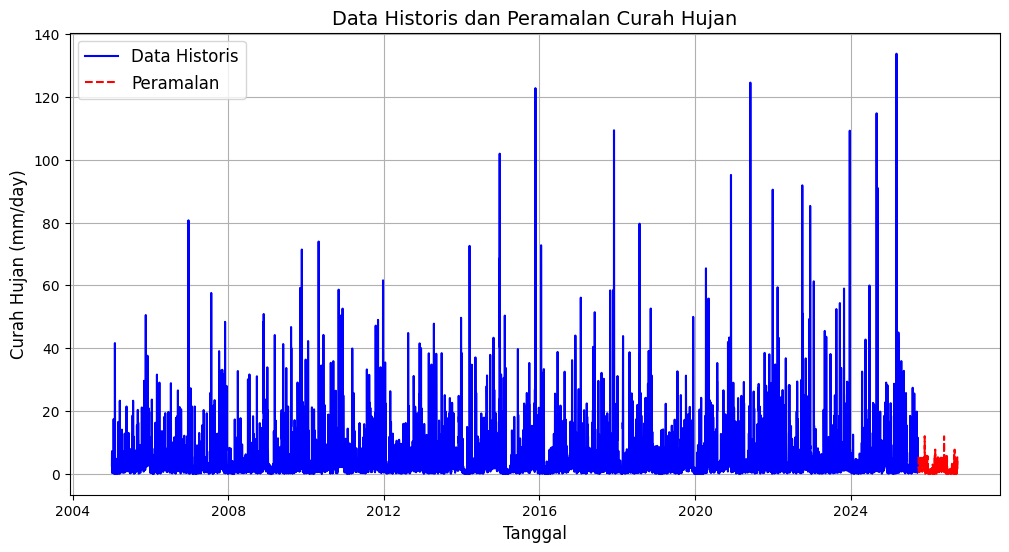 Data Historis dan Peramalan Curah Hujan
Data Historis
Peramalan
Curah Hujan (mm/day)
140
120
100
80
60
40
20
0
2004
2008
2012
2016
2020
2024
Tanggal